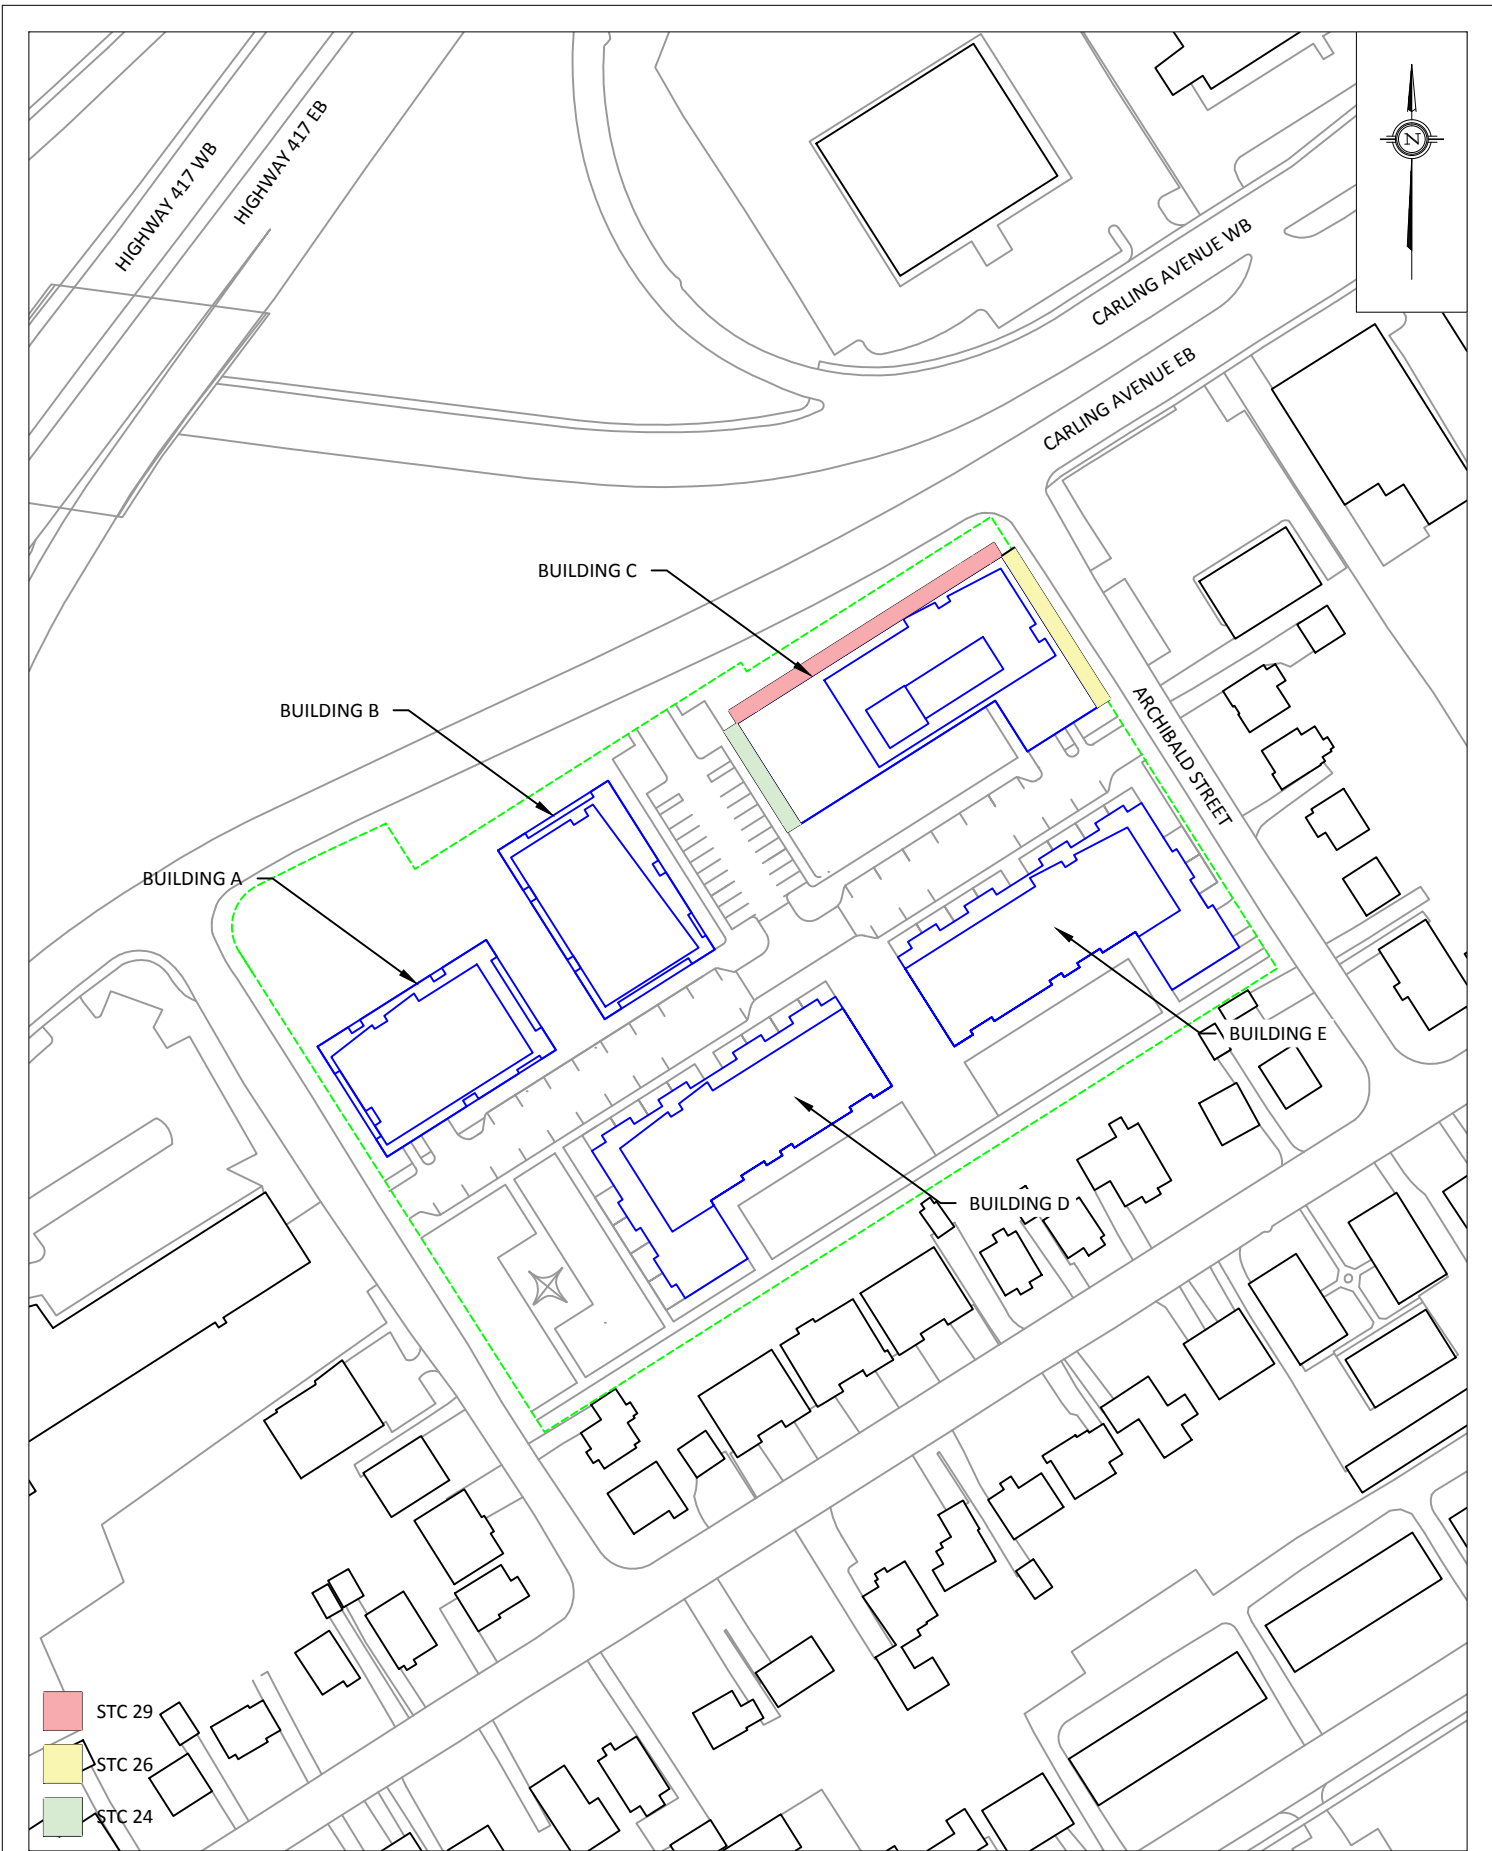 HIGHWAY 417 WB
HIGHWAY 417 EB
N
CARLING AVENUE WB
CARLING AVENUE EB
BUILDING C
BUILDING B
ARCHIBALD STREET
BUILDING A
BUILDING E
BUILDING D
STC 29
STC 26
STC 24